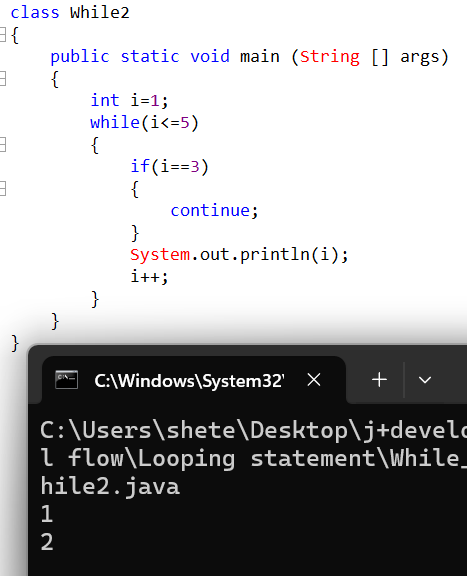 class While2
{
    public static void main (String [] args)
    {
        int i=1;
        while(i<=5)
        {
            if(i==3)
            {
                continue;
            }
            System.out.println(i);
            i++;
        }
    }
}
C:\Windows\System32\
C:\Users\shete\Desktop\j+develo
l flow\Looping statement\While_
hile2.java
1
2